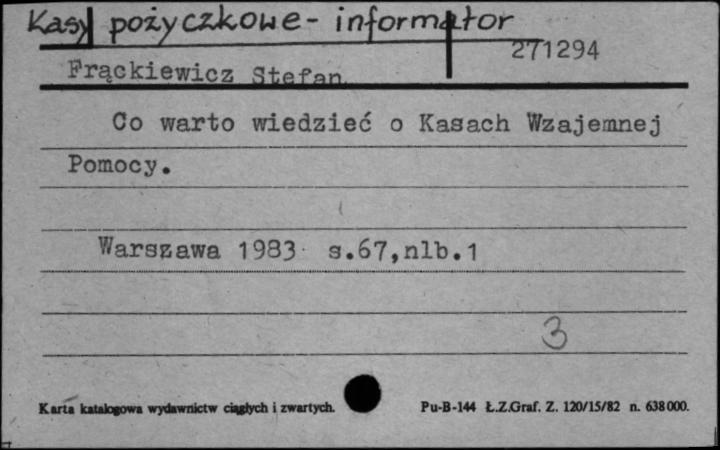 Kasy pożyczkowe - informator
271294
Frąckiewicz Stefan
Co warto wiedzieć o Kasach Wzajemnej
Pomocy.
Warszawa 1983 s.67,nlb.1
3
Karta katalogowa wydawnictw ciągłych i zwartych. Pu-B-144 Ł.Z.Graf. Z. 120/15/82 n. 638000.